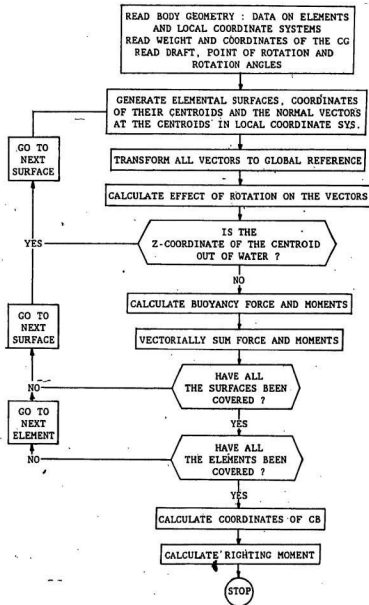 READ BODY GEOMETRY : DATA ON ELEMENTS
AND LOCAL COORDINATE SYSTEMS
READ WEIGHT AND COORDINATES OF THE CG
READ DRAFT, POINT OF ROTATION AND
ROTATION ANGLES
GENERATE ELEMENTAL SURFACES, COORDINATES
OF THEIR CENTROIDS AND THE NORMAL VECTORS
AT THE CENTROIDS IN LOCAL COORDINATE SYS.
GO TO
NEXT
SURFACE
TRANSFORM ALL VECTORS TO GLOBAL REFERENCE
CALCULATE EFFECT OF ROTATION ON THE VECTORS
IS THE
Z-COORDINATE OF THE CENTROID
OUT OF WATER ?
YES
NO
CALCULATE BUOYANCY FORCE AND MOMENTS
GO TO
NEXT
SURFACE
VECTORIALLY SUM FORCE AND MOMENTS
HAVE ALL
THE SURFACES BEEN
COVERED ?
NO
YES
GO TO
NEXT
ELEMENT
HAVE ALL
THE ELEMENTS BEEN
COVERED ?
NO
YES
CALCULATE COORDINATES OF CB
CALCULATE RIGHTING MOMENT
STOP